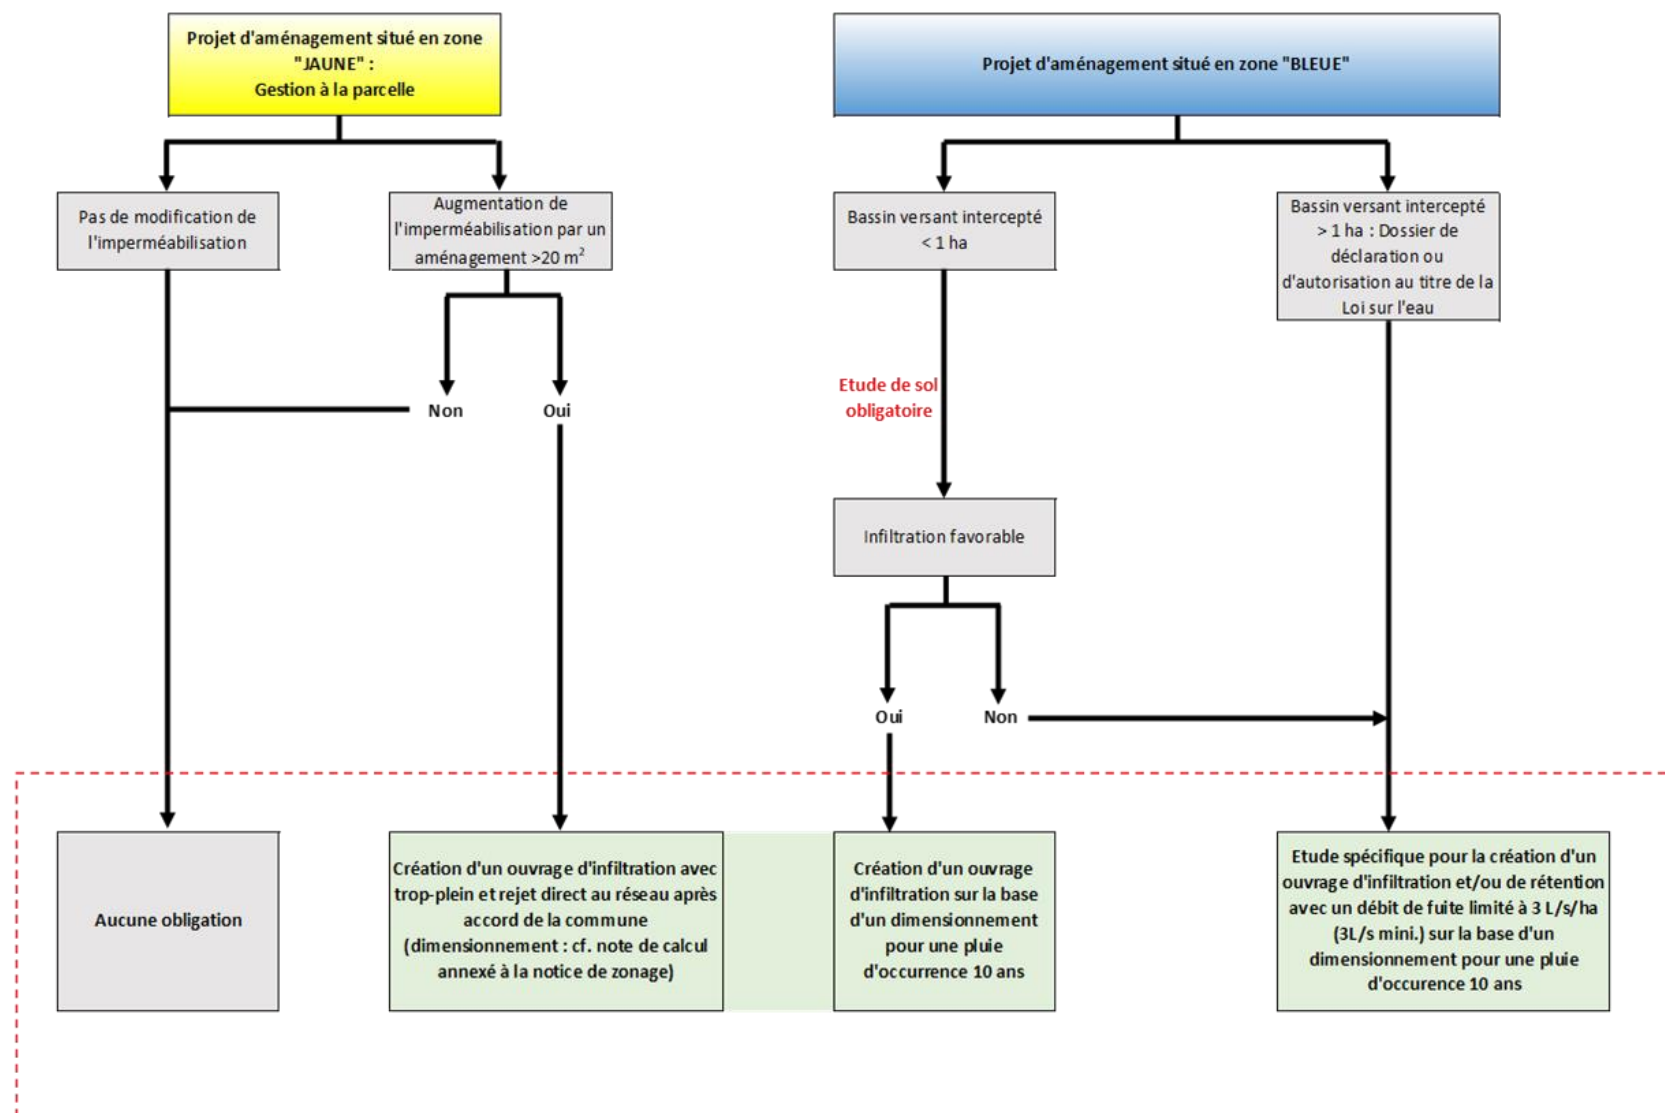 Projet d'aménagement situé en zone
"JAUNE" :
Gestion à la parcelle
Projet d'aménagement situé en zone "BLEUE"
Pas de modification de
l'imperméabilisation
Augmentation de
l'imperméabilisation par un
aménagement >20 m²
Bassin versant intercepté
< 1 ha
Bassin versant intercepté
> 1 ha : Dossier de
déclaration ou
d'autorisation au titre de la
Loi sur l'eau
Non
Oui
Etude de sol
obligatoire
Infiltration favorable
Oui
Non
Aucune obligation
Création d'un ouvrage d'infiltration avec
trop-plein et rejet direct au réseau après
accord de la commune
(dimensionnement : cf. note de calcul
annexé à la notice de zonage)
Création d'un ouvrage
d'infiltration sur la base
d'un dimensionnement
pour une pluie
d'occurrence 10 ans
Etude spécifique pour la création d'un
ouvrage d'infiltration et/ou de rétention
avec un débit de fuite limité à 3 L/s/ha
(3L/s mini.) sur la base d'un
dimensionnement pour une pluie
d'occurence 10 ans